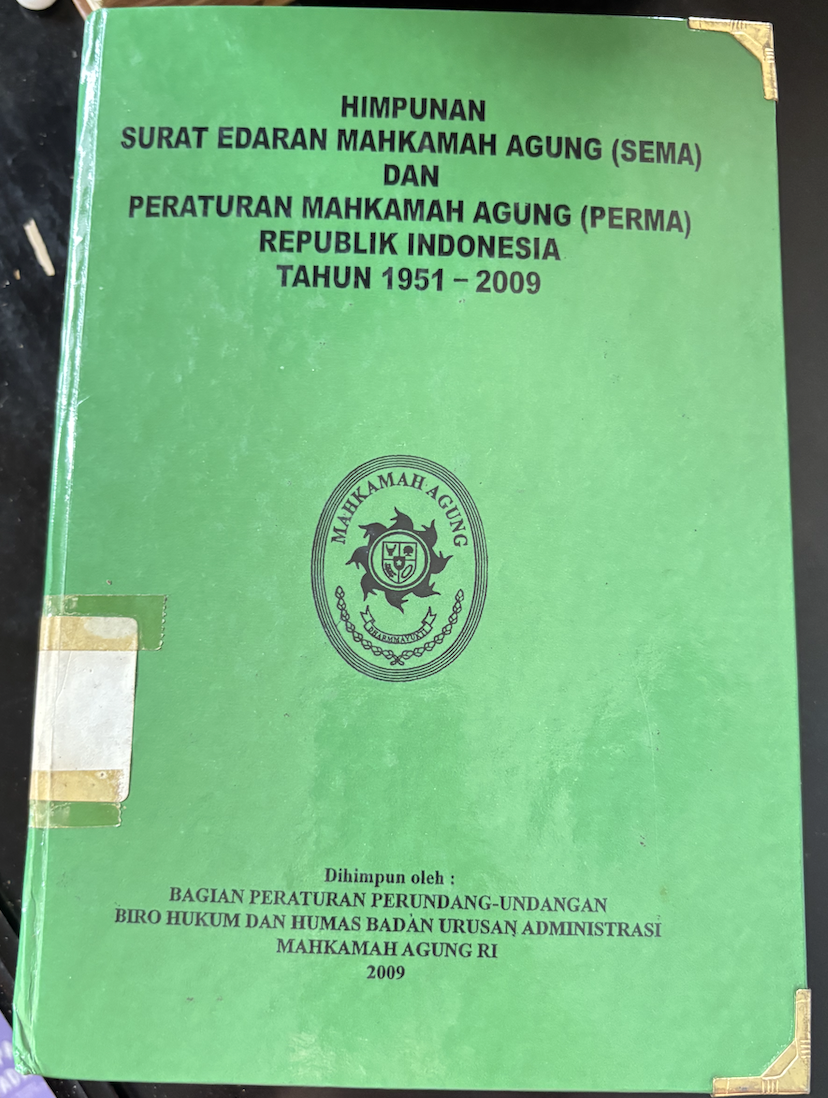 HIMPUNAN
SURAT EDARAN MAHKAMAH AGUNG (SEMA)
DAN
PERATURAN MAHKAMAH AGUNG (PERMA)
REPUBLIK INDONESIA
TAHUN 1951 – 2009
MAHKAMAH AGUNG
DHARMMAYUKTI
Dihimpun oleh :
BAGIAN PERATURAN PERUNDANG-UNDANGAN
BIRO HUKUM DAN HUMAS BADAN URUSAN ADMINISTRASI
MAHKAMAH AGUNG RI
2009